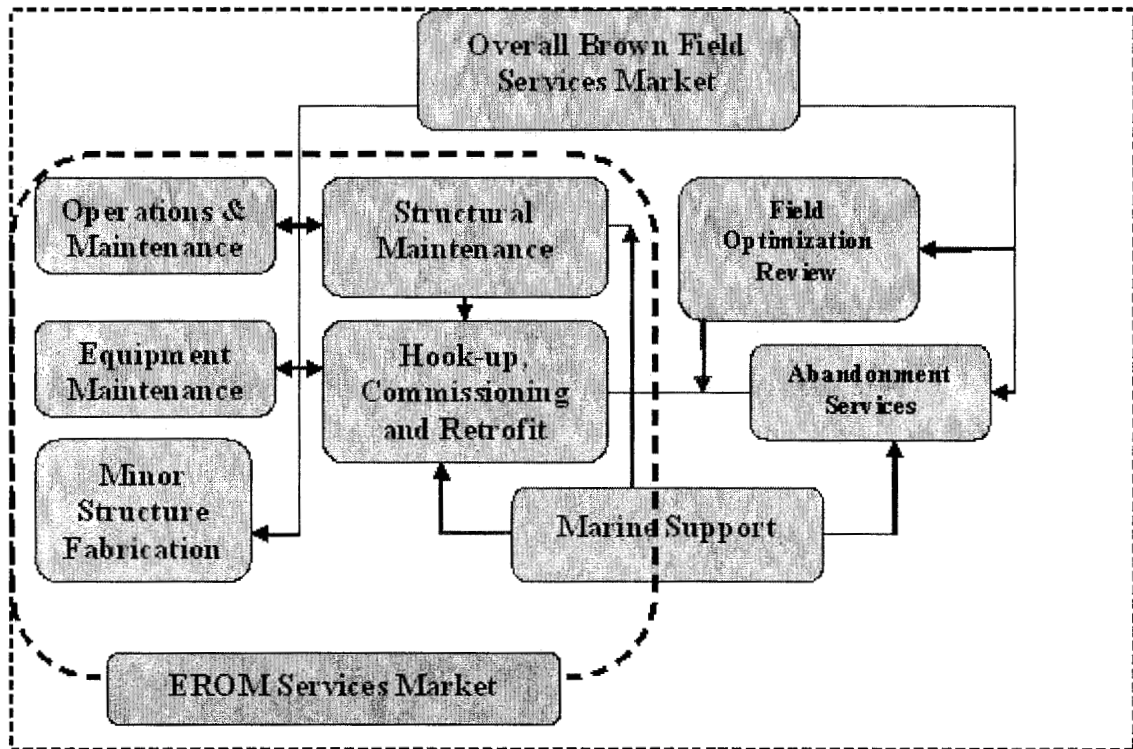 Overall Brown Field
Services Market
Operations &
Maintenance
Structural
Maintenance
Field
Optimization
Review
Equipment
Maintenance
Hook-up,
Commissioning
and Retrofit
Abandonment
Services
Minor
Structure
Fabrication
Marine Support
EROM Services Market